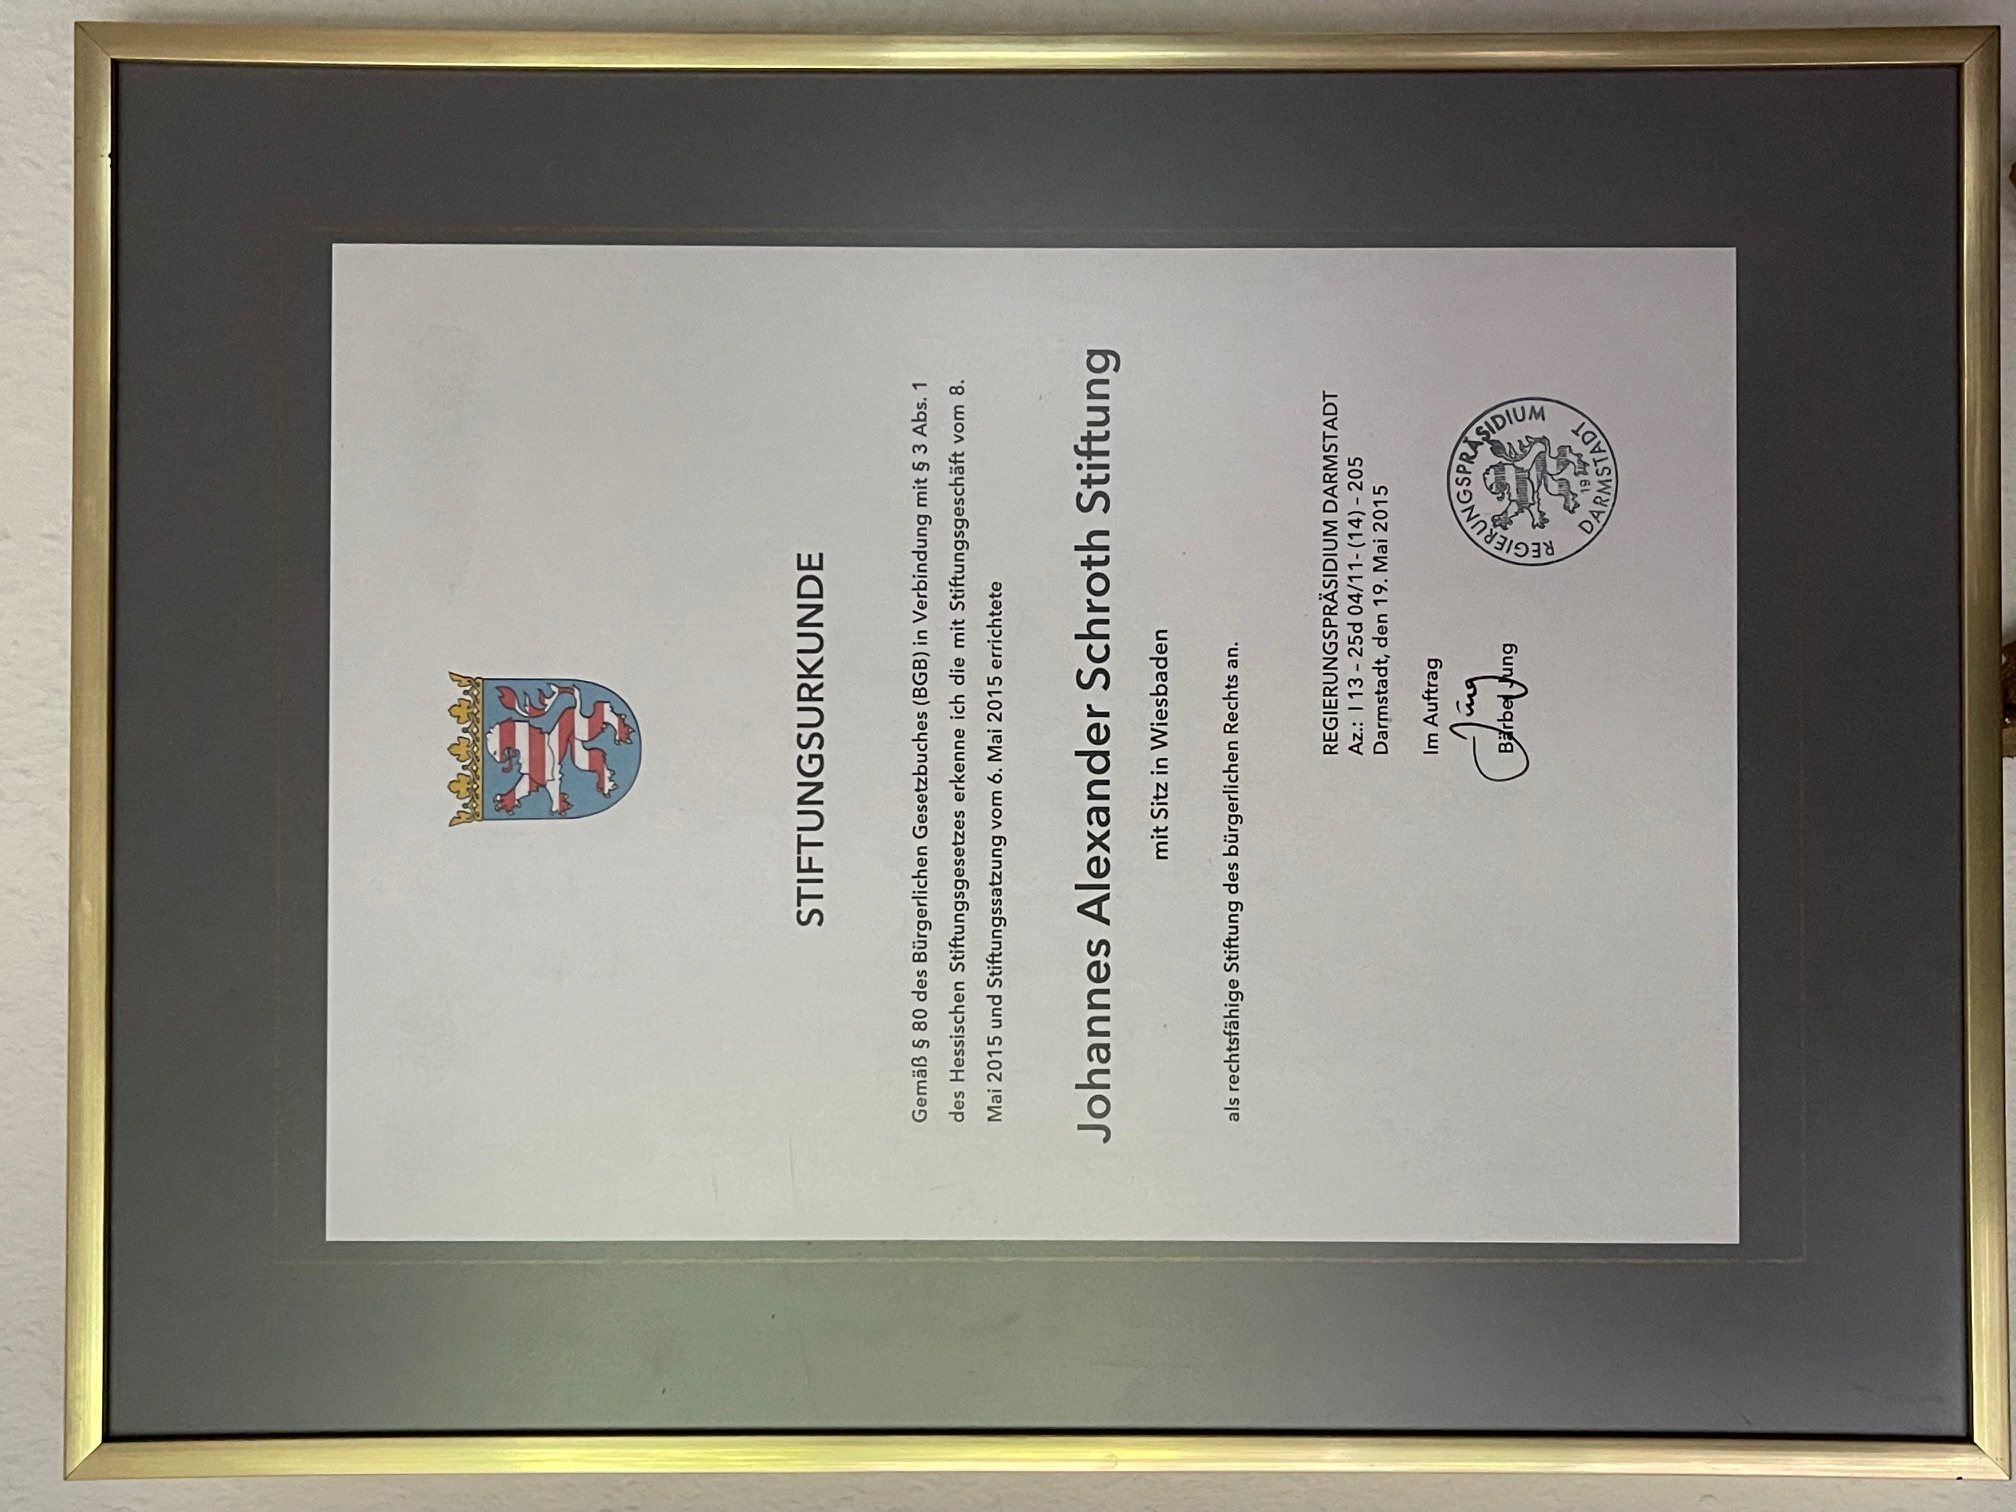 STIFTUNGSURKUNDE
Gemäß § 80 des Bürgerlichen Gesetzbuches (BGB) in Verbindung mit § 3 Abs. 1
des Hessischen Stiftungsgesetzes erkenne ich die mit Stiftungsgeschäft vom 8.
Mai 2015 und Stiftungssatzung vom 6. Mai 2015 errichtete
Johannes Alexander Schroth Stiftung
mit Sitz in Wiesbaden
als rechtsfähige Stiftung des bürgerlichen Rechts an.
REGIERUNGSPRÄSIDIUM DARMSTADT
Az.: I 13 - 25d 04/11- (14) - 205
Darmstadt, den 19. Mai 2015
Im Auftrag
Jung
Bärbel Jung
REGIERUNGSPRÄSIDIUM
DARMSTADT